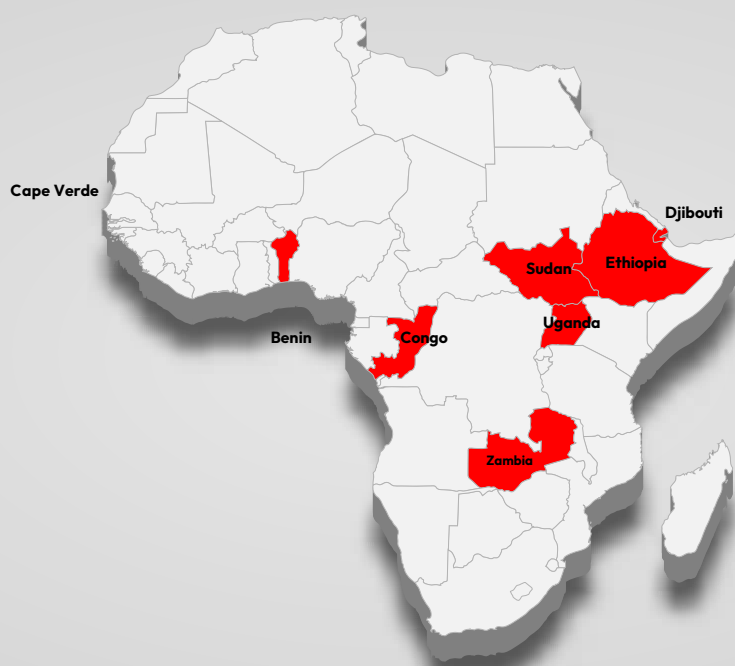 Cape Verde
Djibouti
Sudan
Ethiopia
Uganda
Benin
Congo
Zambia